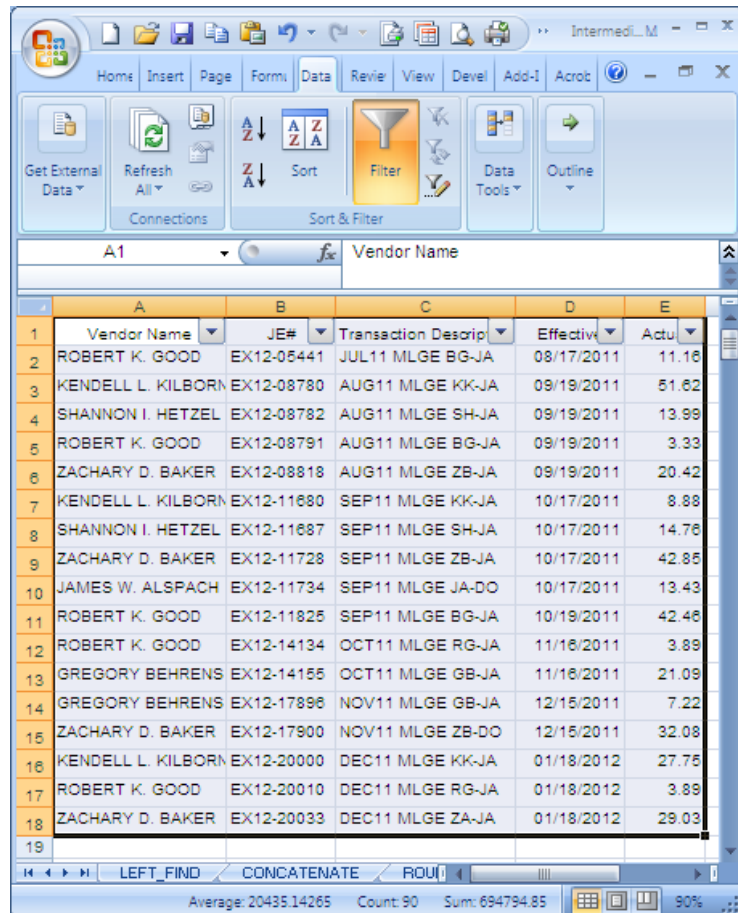 Intermedi... M
Home Insert Page Formu Data Revie View Devel Add-I Acrob
Get External Data
Refresh All
Connections
A Z
Z A
A Z Z A
Sort
Filter
Sort & Filter
Data Tools
Outline
A1 fx Vendor Name
A B C D E
1 Vendor Name JE# Transaction Descrip Effectiv Actu
2 ROBERT K. GOOD EX12-05441 JUL11 MLGE BG-JA 08/17/2011 11.16
3 KENDELL L. KILBORN EX12-08780 AUG11 MLGE KK-JA 09/19/2011 51.62
4 SHANNON I. HETZEL EX12-08782 AUG11 MLGE SH-JA 09/19/2011 13.99
5 ROBERT K. GOOD EX12-08791 AUG11 MLGE BG-JA 09/19/2011 3.33
6 ZACHARY D. BAKER EX12-08818 AUG11 MLGE ZB-JA 09/19/2011 20.42
7 KENDELL L. KILBORN EX12-11680 SEP11 MLGE KK-JA 10/17/2011 8.88
8 SHANNON I. HETZEL EX12-11687 SEP11 MLGE SH-JA 10/17/2011 14.76
9 ZACHARY D. BAKER EX12-11728 SEP11 MLGE ZB-JA 10/17/2011 42.85
10 JAMES W. ALSPACH EX12-11734 SEP11 MLGE JA-DO 10/17/2011 13.43
11 ROBERT K. GOOD EX12-11825 SEP11 MLGE BG-JA 10/19/2011 42.46
12 ROBERT K. GOOD EX12-14134 OCT11 MLGE RG-JA 11/16/2011 3.89
13 GREGORY BEHRENS EX12-14155 OCT11 MLGE GB-JA 11/16/2011 21.09
14 GREGORY BEHRENS EX12-17896 NOV11 MLGE GB-JA 12/15/2011 7.22
15 ZACHARY D. BAKER EX12-17900 NOV11 MLGE ZB-DO 12/15/2011 32.08
16 KENDELL L. KILBORN EX12-20000 DEC11 MLGE KK-JA 01/18/2012 27.75
17 ROBERT K. GOOD EX12-20010 DEC11 MLGE RG-JA 01/18/2012 3.89
18 ZACHARY D. BAKER EX12-20033 DEC11 MLGE ZA-JA 01/18/2012 29.03
19
LEFT_FIND CONCATENATE ROU
Average: 20435.14265 Count: 90 Sum: 694794.85 90%